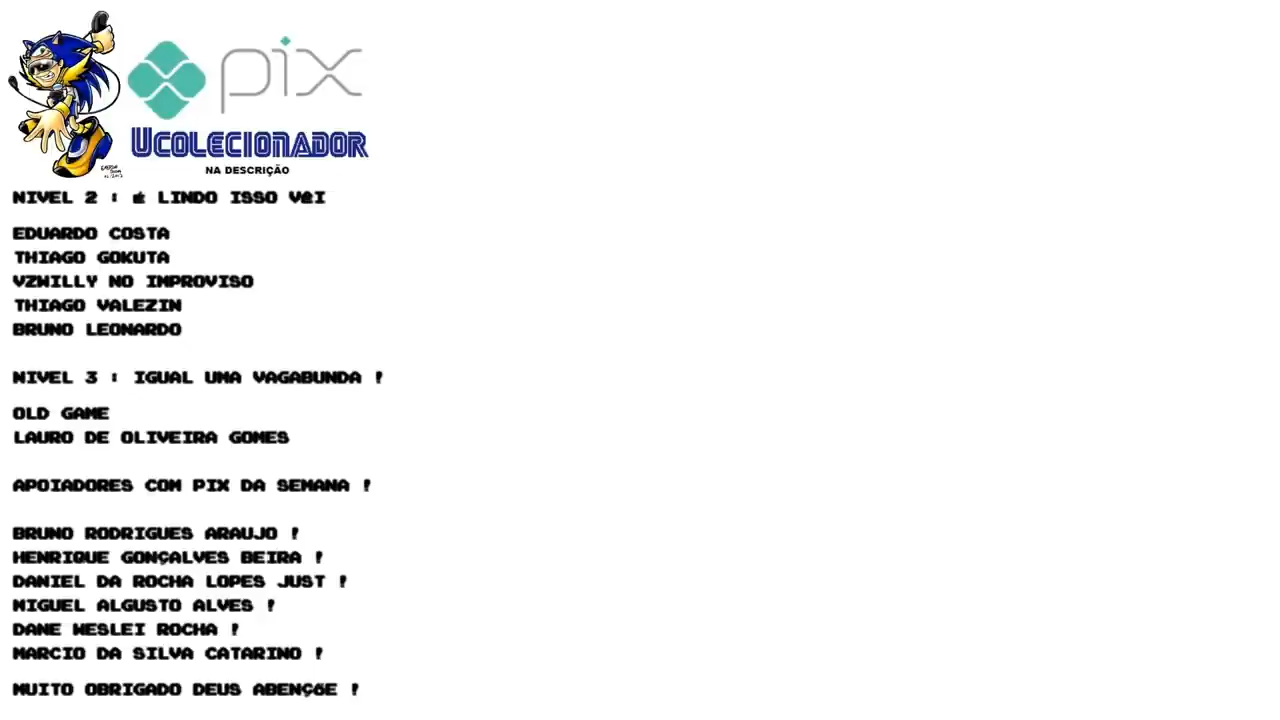 pix
UCOLECIONADOR
NA DESCRIÇÃO
NIVEL 2 : É LINDO ISSO VÉI
EDUARDO COSTA
THIAGO GOKUTA
VZWILLY NO IMPROVISO
THIAGO VALEZIN
BRUNO LEONARDO
NIVEL 3 : IGUAL UMA VAGABUNDA !
OLD GAME
LAURO DE OLIVEIRA GOMES
APOIADORES COM PIX DA SEMANA !
BRUNO RODRIGUES ARAUJO !
HENRIQUE GONÇALVES BEIRA !
DANIEL DA ROCHA LOPES JUST !
MIGUEL ALGUSTO ALVES !
DANE WESLEI ROCHA !
MARCIO DA SILVA CATARINO !
MUITO OBRIGADO DEUS ABENÇÕE !